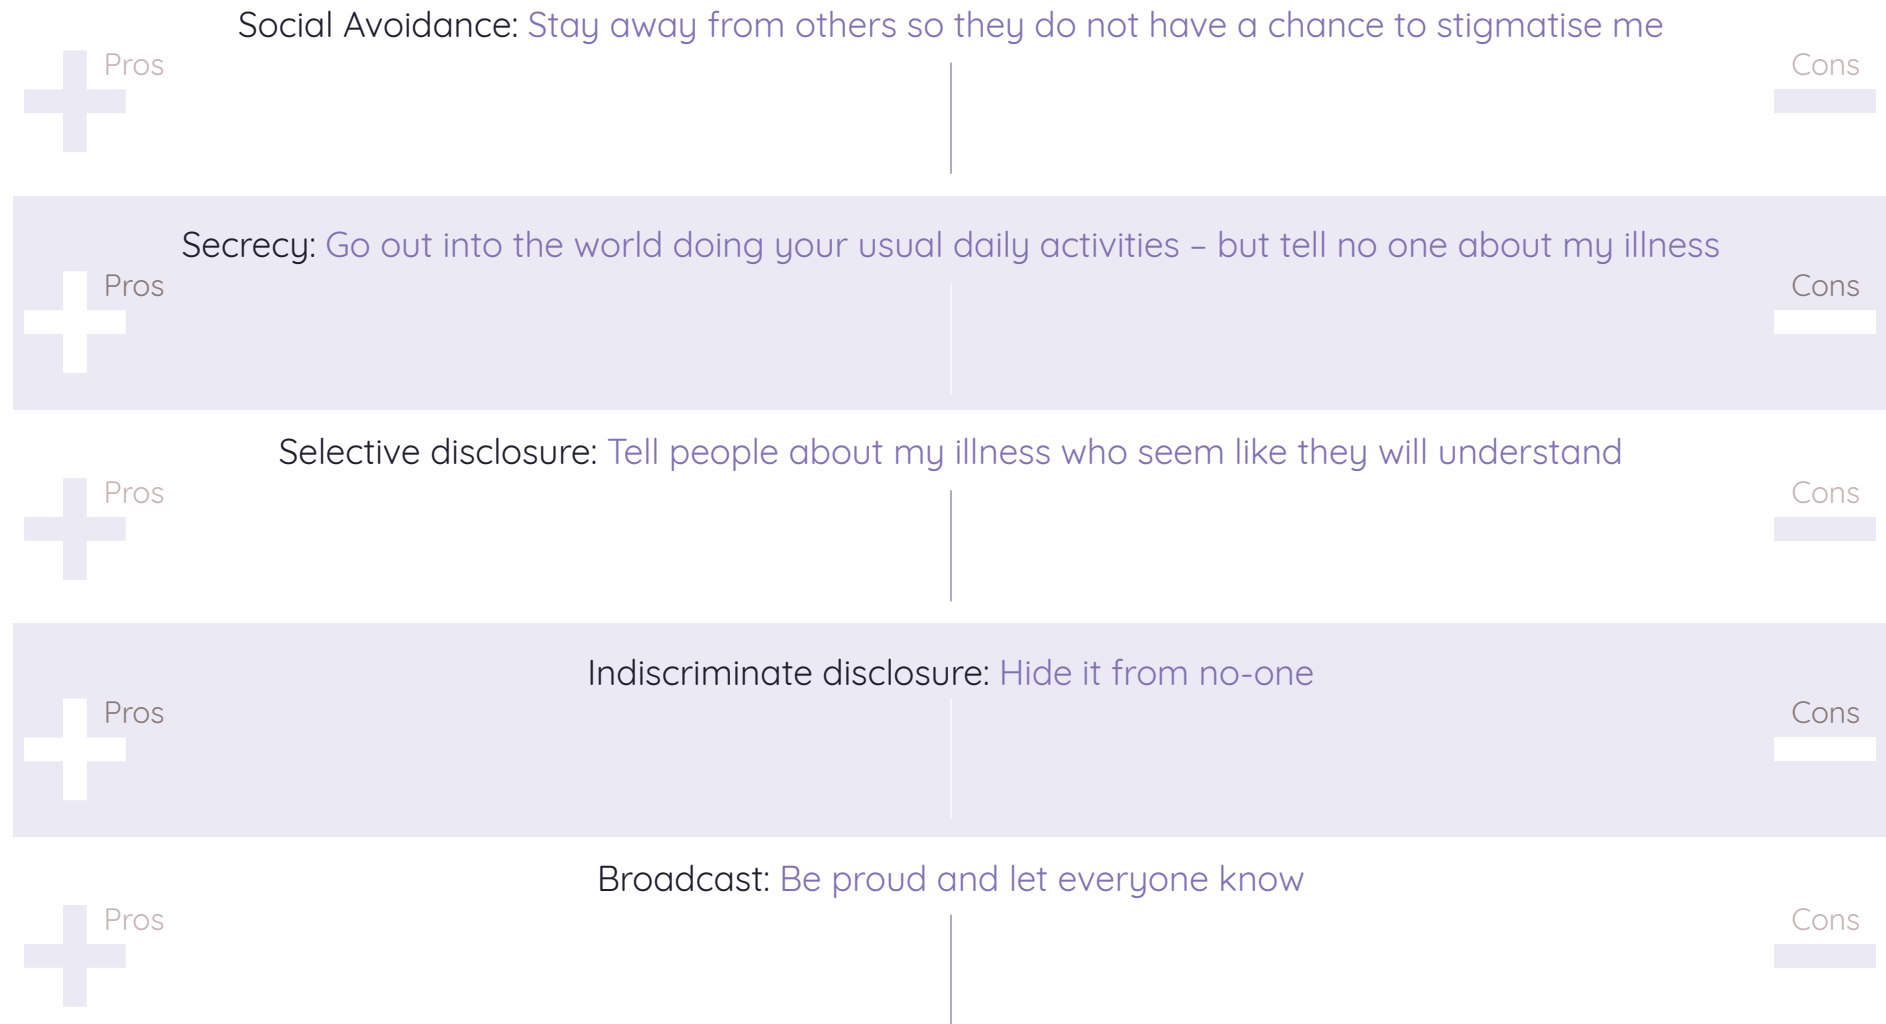 Social Avoidance: Stay away from others so they do not have a chance to stigmatise me
Pros
Cons
Secrecy: Go out into the world doing your usual daily activities – but tell no one about my illness
Pros
Cons
Selective disclosure: Tell people about my illness who seem like they will understand
Pros
Cons
Indiscriminate disclosure: Hide it from no-one
Pros
Cons
Broadcast: Be proud and let everyone know
Pros
Cons